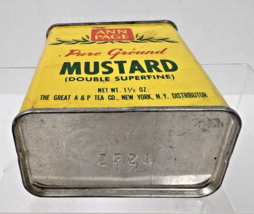 ANN
PAGE
Pure Ground
MUSTARD
(DOUBLE SUPERFINE)
NET WT. 1½ OZ.
THE GREAT A & P TEA CO., NEW YORK, N.Y. DISTRIBUTOR